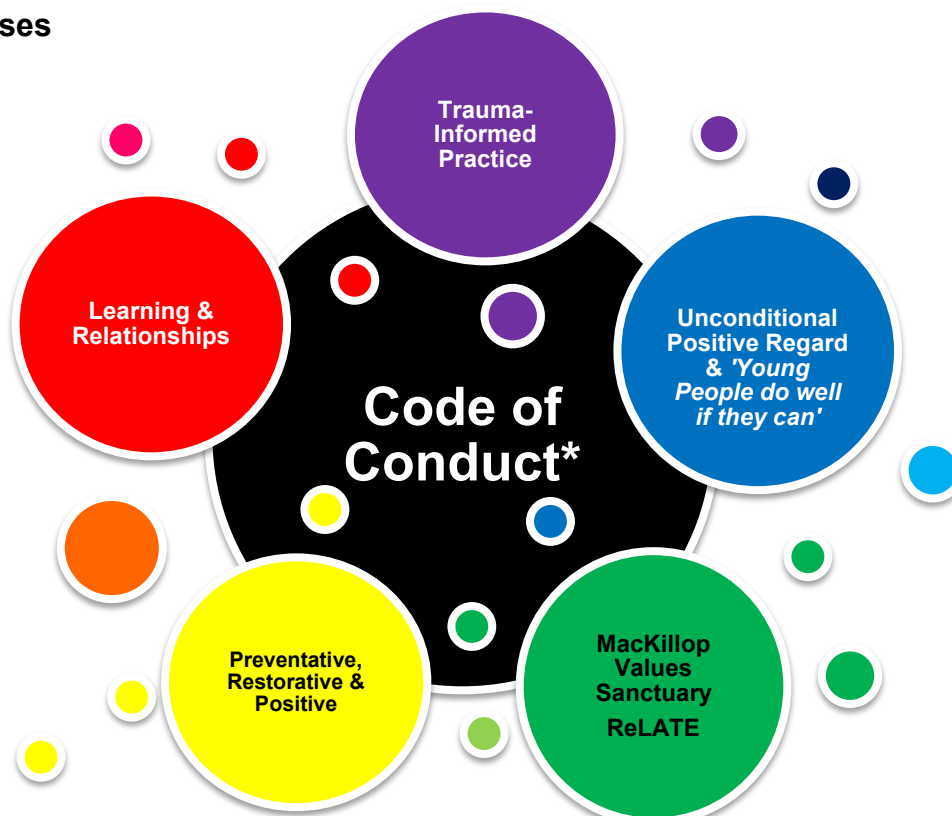 ses
Trauma-
Informed
Practice
Learning &
Relationships
Unconditional
Positive Regard
& 'Young
People do well
if they can'
Code of
Conduct*
Preventative,
Restorative &
Positive
MacKillop
Values
Sanctuary
ReLATE